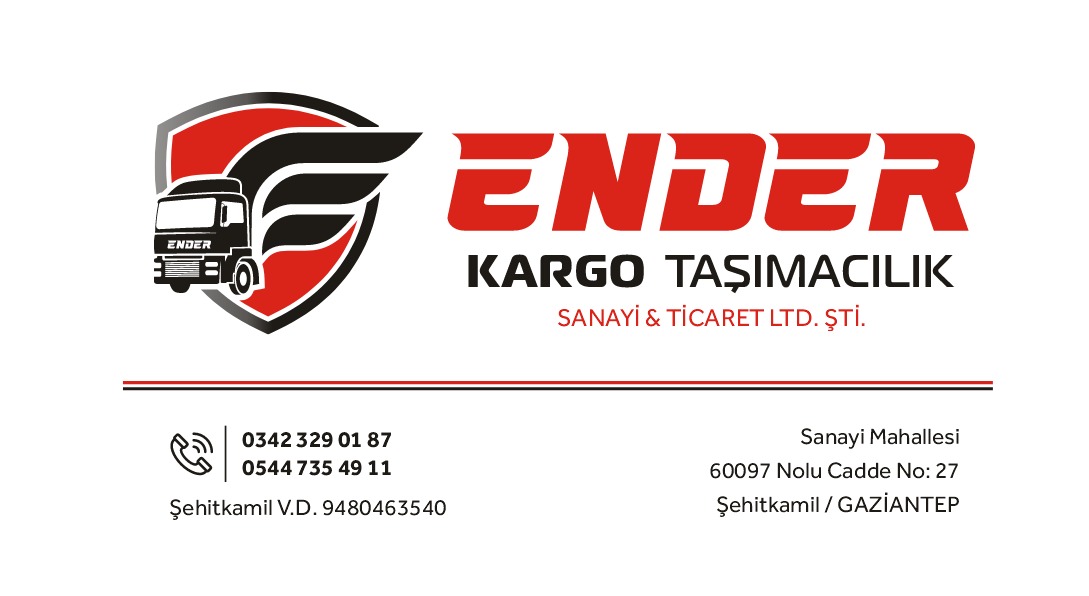 ENDER
ENDER
KARGO TAŞIMACILIK
SANAYİ & TİCARET LTD. ŞTİ.
0342 329 01 87
0544 735 49 11
Şehitkamil V.D. 9480463540
Sanayi Mahallesi
60097 Nolu Cadde No: 27
Şehitkamil / GAZİANTEP